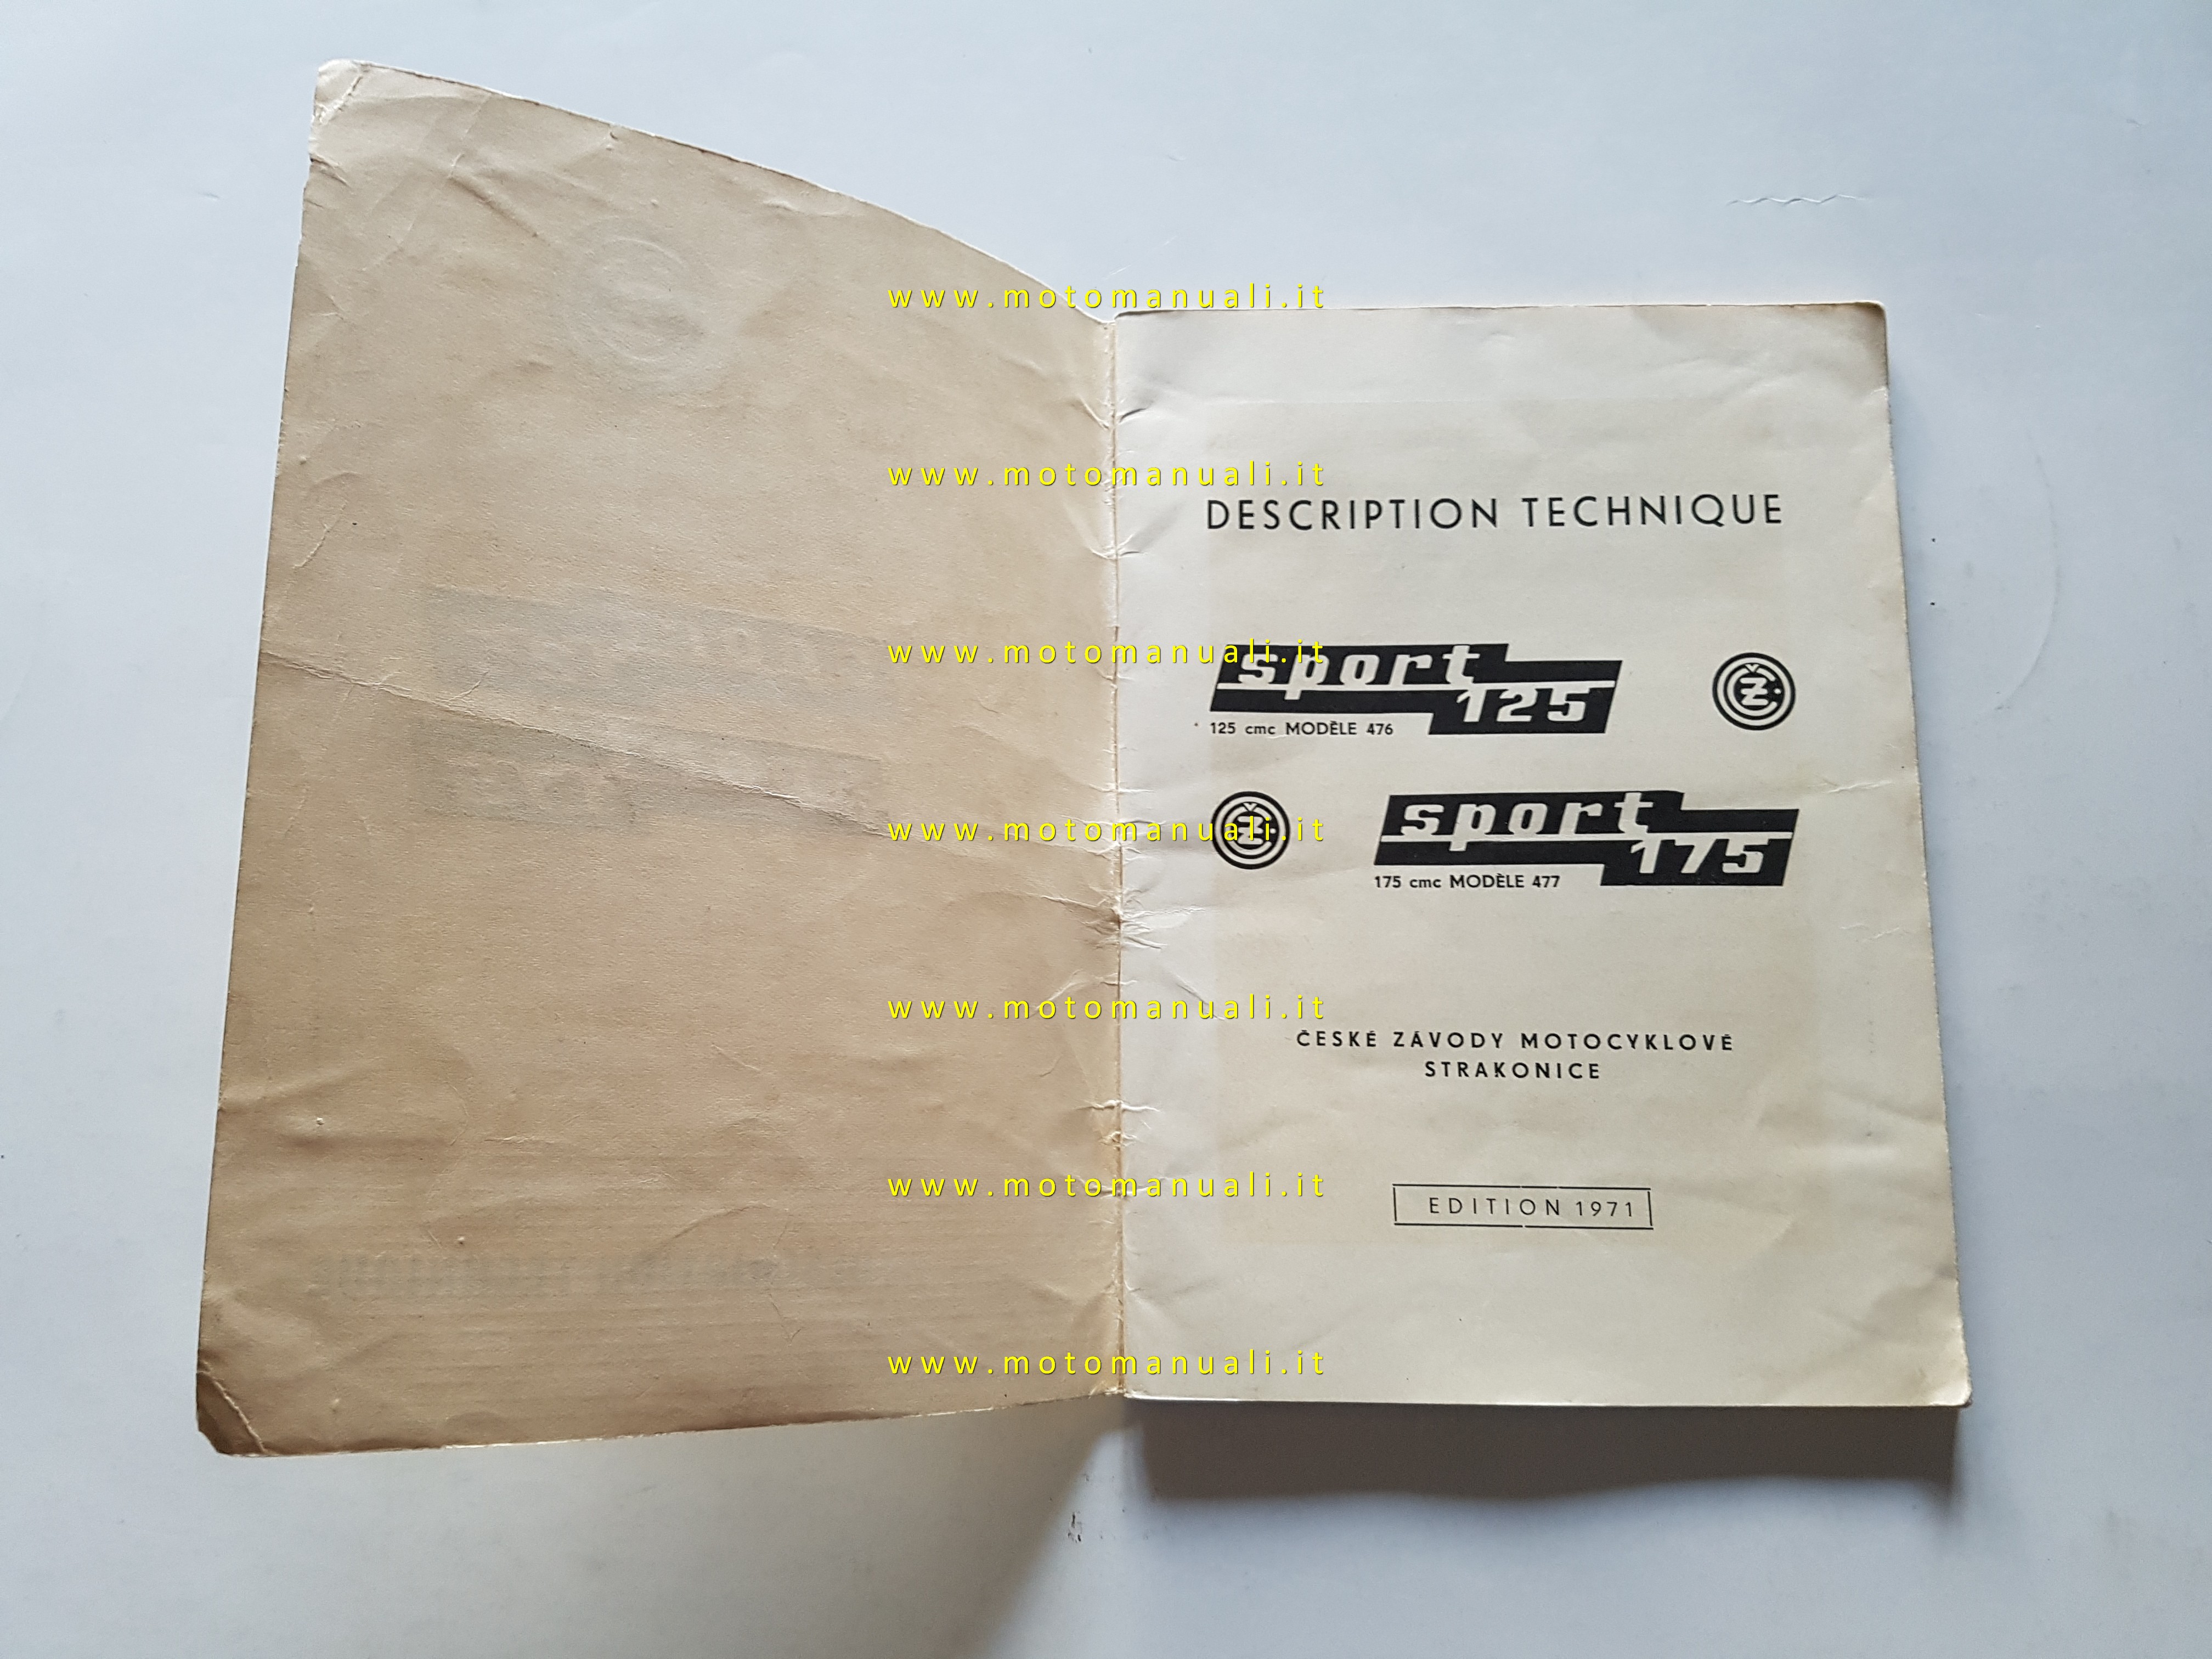 www.motomanuali.it
www.motomanuali.it
DESCRIPTION TECHNIQUE
www.motomanuali.it
sport
125
125 cmc MODÈLE 476
ČZ
www.motomanuali.it
ČZ
sport
175
175 cmc MODÈLE 477
www.motomanuali.it
ČESKÉ ZÁVODY MOTOCYKLOVÉ
STRAKONICE
www.motomanuali.it
EDITION 1971
www.motomanuali.it